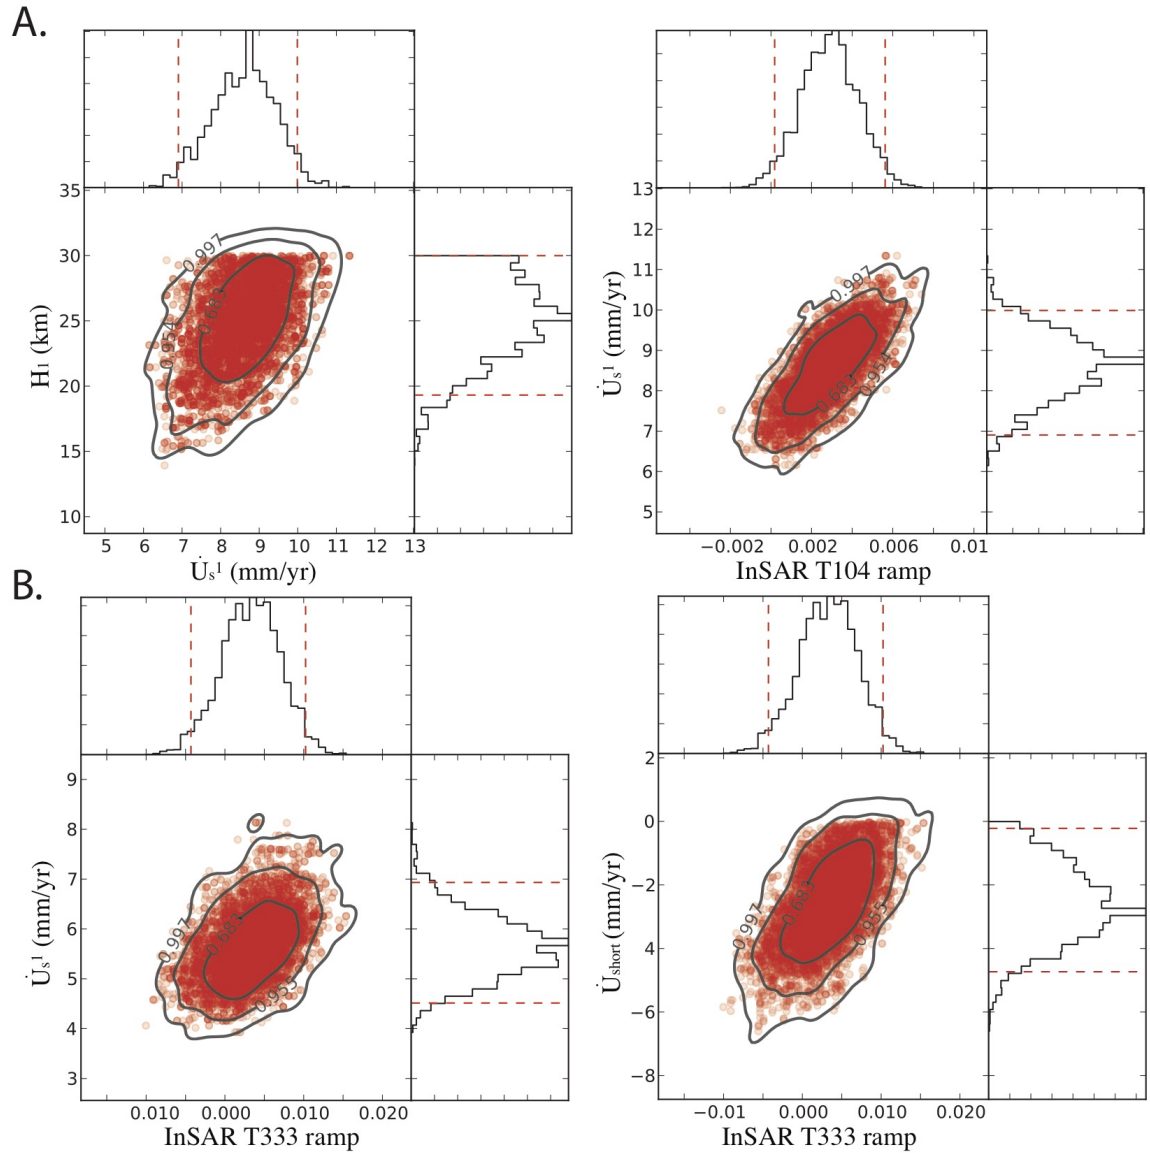 A.
35
30
25
20
15
10
H₁ (km)
0.997
0.954
0.683
5 6 7 8 9 10 11 12 13
U̇s¹ (mm/yr)
13
12
11
10
9
8
7
6
5
U̇s¹ (mm/yr)
0.997
0.954
0.683
−0.002 0.002 0.006 0.01
InSAR T104 ramp
B.
9
8
7
6
5
4
3
U̇s¹ (mm/yr)
0.997
0.683
0.955
0.010 0.000 0.010 0.020
InSAR T333 ramp
2
0
−2
4
−6
−8
U̇short (mm/yr)
0.997
0.683
0.955
−0.01 0.000 0.010 0.020
InSAR T333 ramp